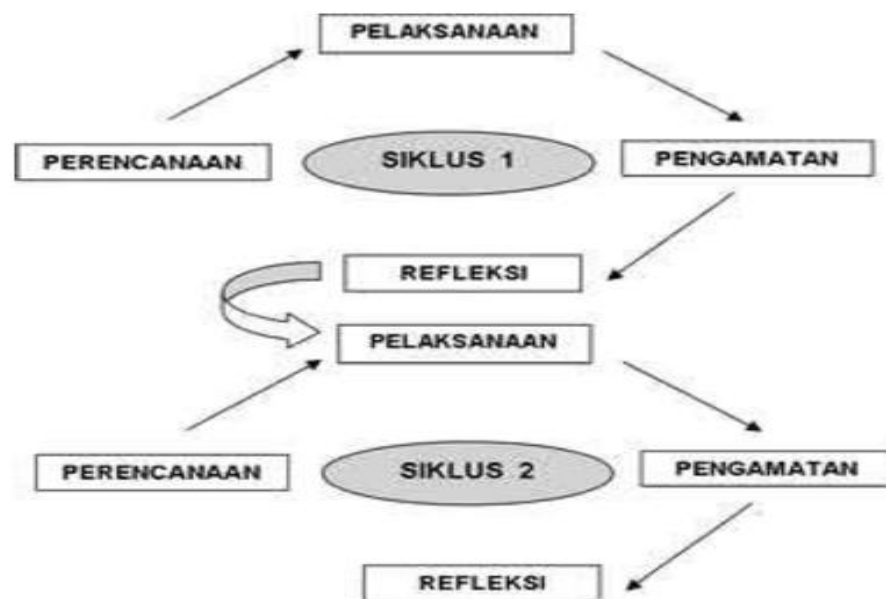 PELAKSANAAN
PERENCANAAN
SIKLUS 1
PENGAMATAN
REFLEKSI
PELAKSANAAN
PERENCANAAN
SIKLUS 2
PENGAMATAN
REFLEKSI